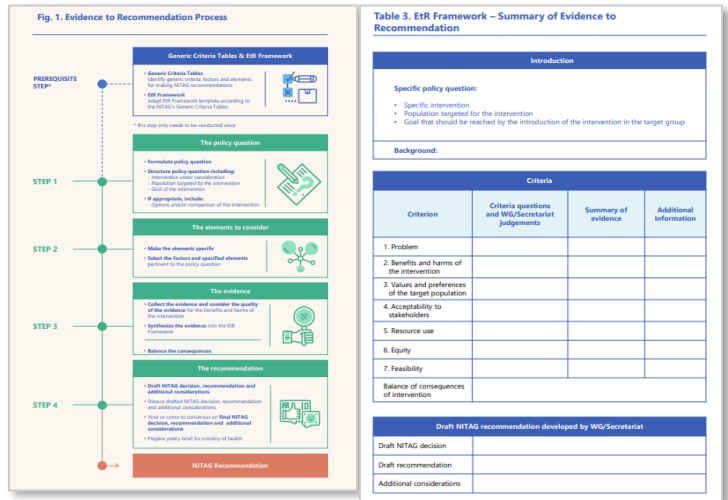 Fig. 1. Evidence to Recommendation Process
Generic Criteria Tables & EtR Framework
PREREQUISITE
STEP*
• Generic Criteria Tables
Identify generic criteria, factors and elements
for making NITAG recommendations
• EtR Framework
Adapt EtR Framework template according to
the NITAG's Generic Criteria Tables
* this step only needs to be conducted once
The policy question
STEP 1
• Formulate policy question
• Structure policy question including:
- Intervention under consideration
- Population targeted by the intervention
- Goal of the intervention
• If appropriate, include:
- Options and/or comparison of the intervention
The elements to consider
STEP 2
• Make the elements specific
• Select the factors and specified elements
pertinent to the policy question
The evidence
STEP 3
• Collect the evidence and consider the quality
of the evidence for the benefits and harms of
the intervention
• Synthesize the evidence into the EtR
Framework
• Balance the consequences
The recommendation
STEP 4
• Draft NITAG decision, recommendation and
additional considerations
• Discuss drafted NITAG decision, recommendation
and additional considerations
• Vote or come to consensus on final NITAG
decision, recommendation and additional
considerations
• Prepare policy brief for ministry of health
NITAG Recommendation
Table 3. EtR Framework – Summary of Evidence to
Recommendation
Introduction
Specific policy question:
• Specific intervention
• Population targeted for the intervention
• Goal that should be reached by the introduction of the intervention in the target group
Background:
Criteria
Criterion
Criteria questions
and WG/Secretariat
judgements
Summary of
evidence
Additional
information
1. Problem
2. Benefits and harms of
the intervention
3. Values and preferences
of the target population
4. Acceptability to
stakeholders
5. Resource use
6. Equity
7. Feasibility
Balance of consequences
of intervention
Draft NITAG recommendation developed by WG/Secretariat
Draft NITAG decision
Draft recommendation
Additional considerations